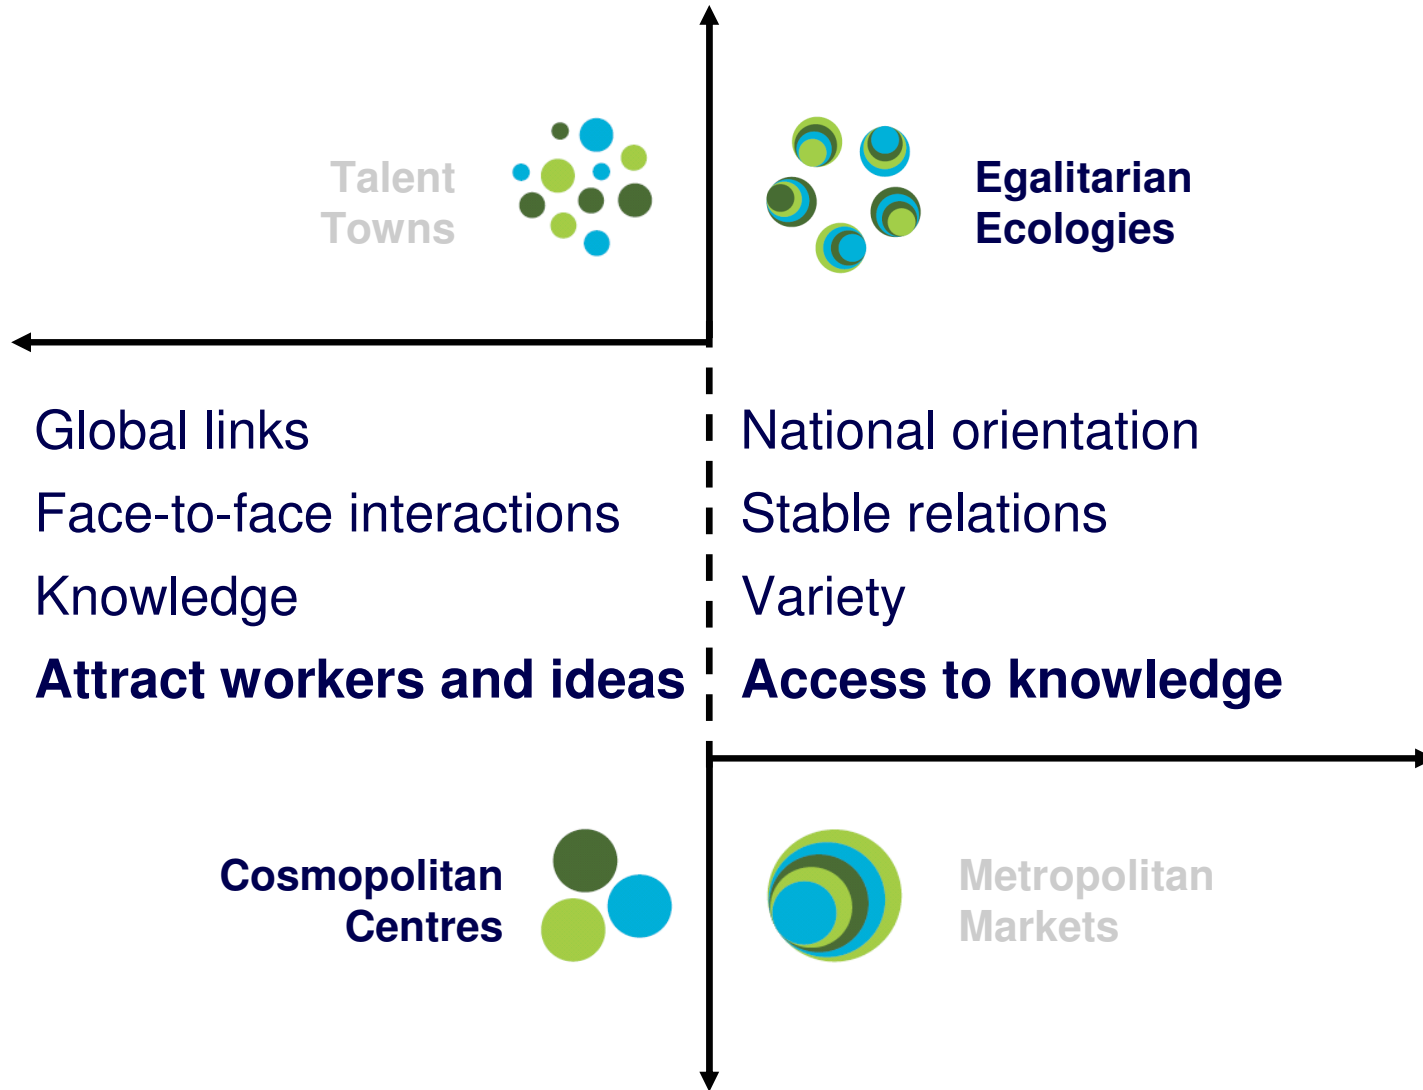 Talent
Towns
Egalitarian
Ecologies
Global links
Face-to-face interactions
Knowledge
Attract workers and ideas
National orientation
Stable relations
Variety
Access to knowledge
Cosmopolitan
Centres
Metropolitan
Markets